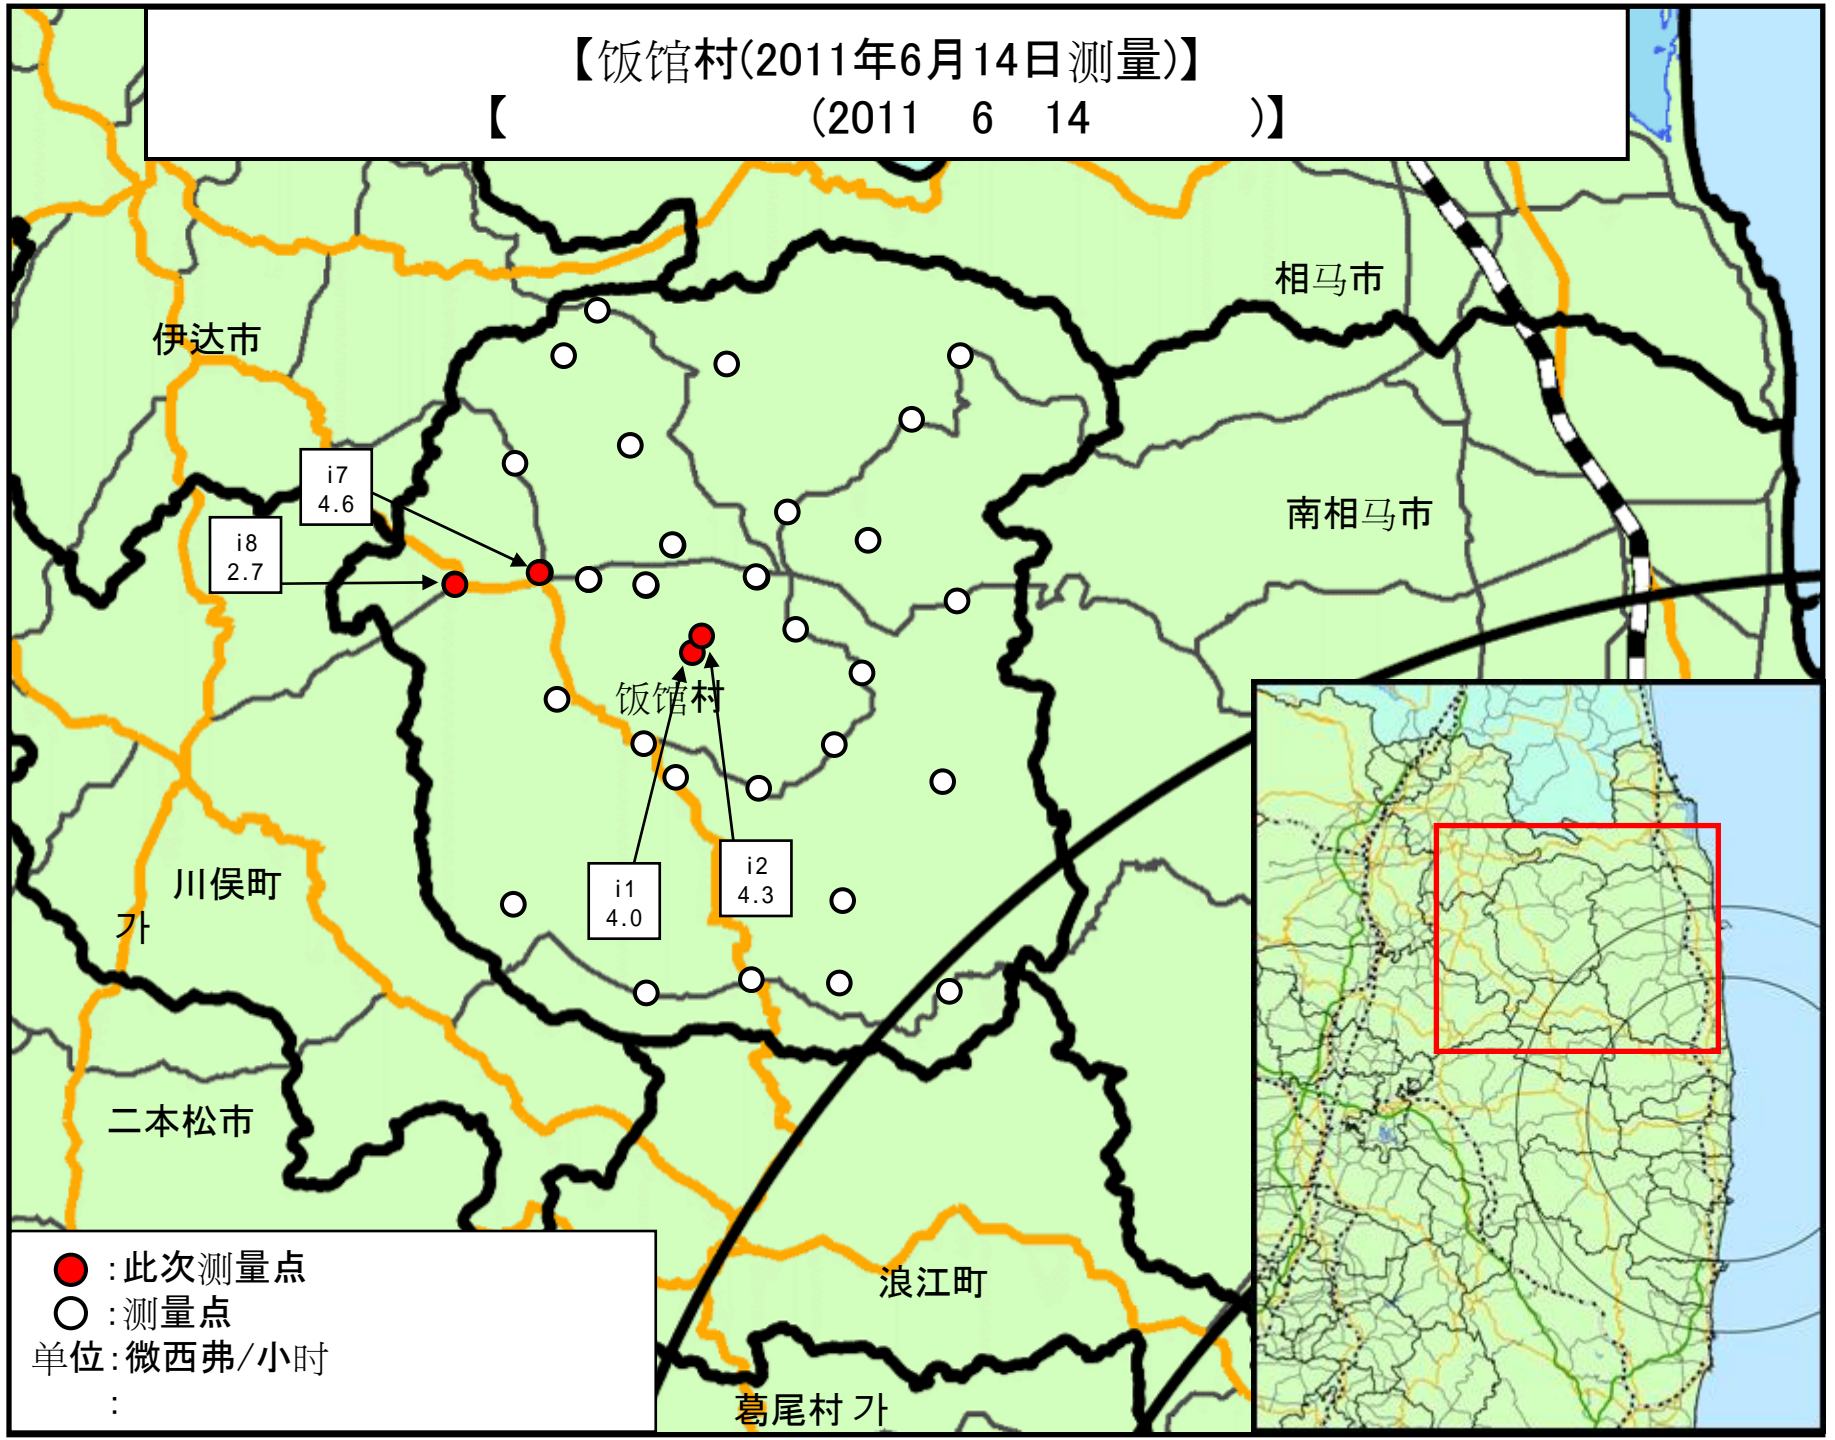 【饭馆村(2011年6月14日测量)】
【 (2011 6 14 )】
相马市
伊达市
i7
4.6
南相马市
i8
2.7
饭馆村
i2
4.3
i1
4.0
川俣町
가
二本松市
:此次测量点
:测量点
单位:微西弗/小时
:
浪江町
葛尾村 가